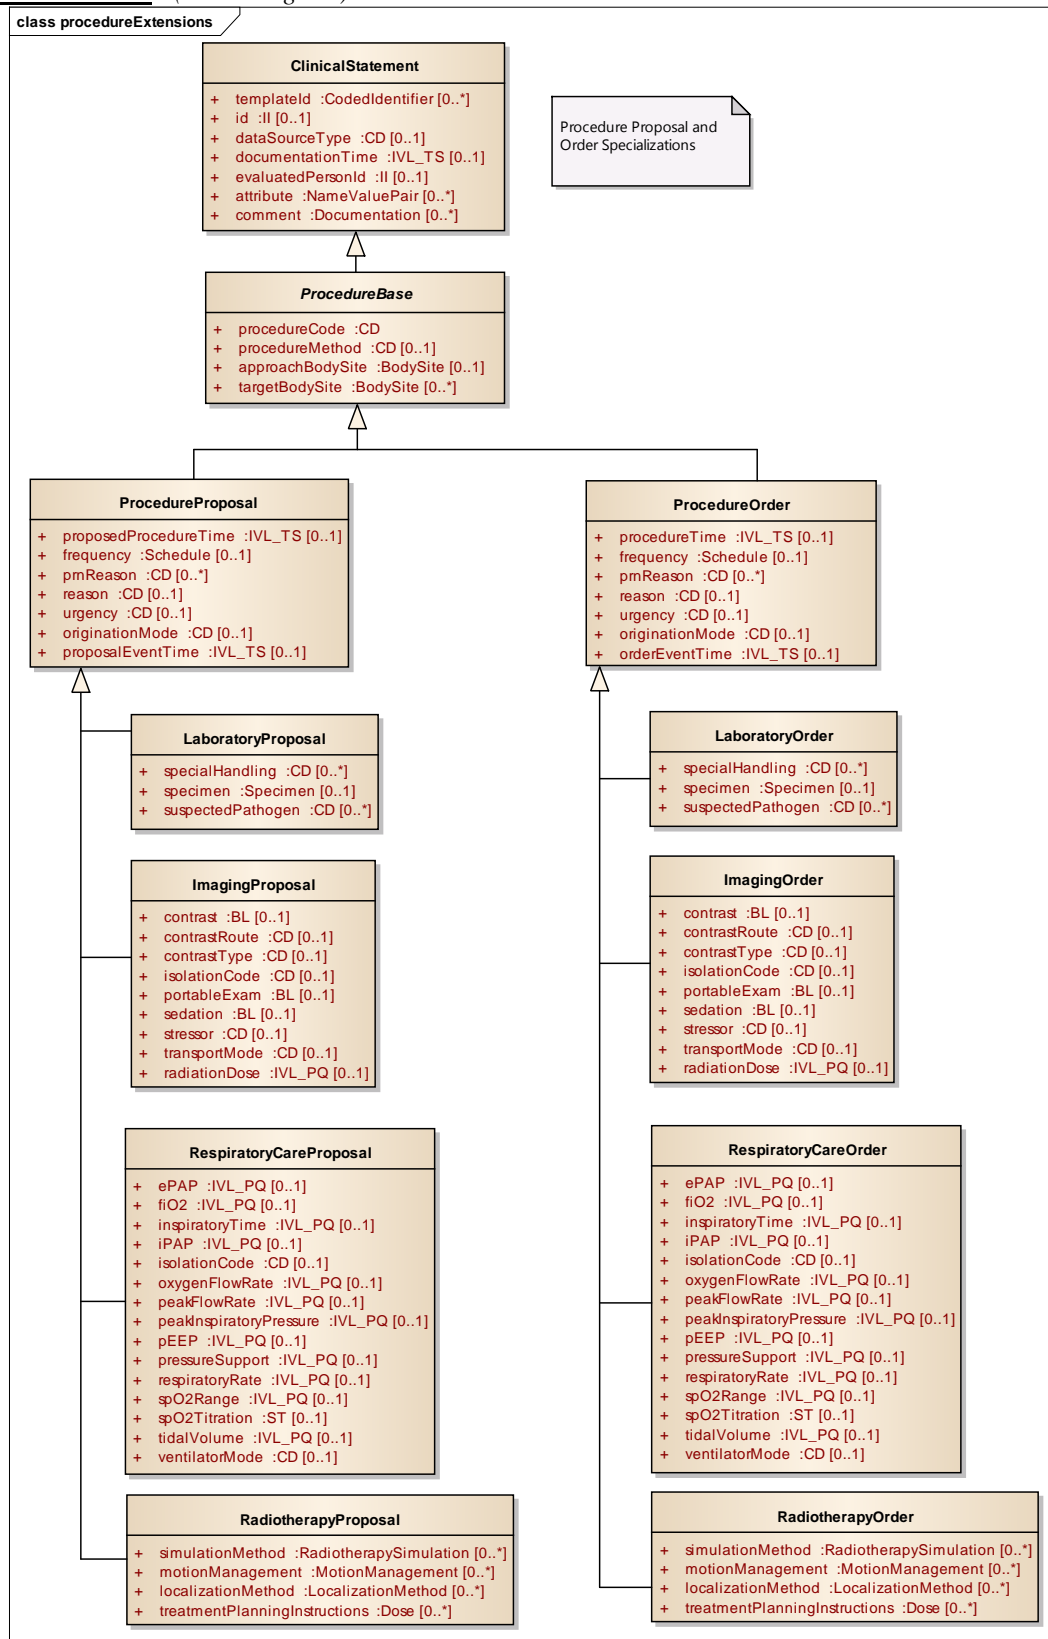 class procedureExtensions
ClinicalStatement
+ templateId :CodedIdentifier [0..*]
+ id :II [0..1]
+ dataSourceType :CD [0..1]
+ documentationTime :IVL_TS [0..1]
+ evaluatedPersonId :II [0..1]
+ attribute :NameValuePair [0..*]
+ comment :Documentation [0..*]
Procedure Proposal and
Order Specializations
ProcedureBase
+ procedureCode :CD
+ procedureMethod :CD [0..1]
+ approachBodySite :BodySite [0..1]
+ targetBodySite :BodySite [0..*]
ProcedureProposal
+ proposedProcedureTime :IVL_TS [0..1]
+ frequency :Schedule [0..1]
+ prnReason :CD [0..*]
+ reason :CD [0..1]
+ urgency :CD [0..1]
+ originationMode :CD [0..1]
+ proposalEventTime :IVL_TS [0..1]
ProcedureOrder
+ procedureTime :IVL_TS [0..1]
+ frequency :Schedule [0..1]
+ prnReason :CD [0..*]
+ reason :CD [0..1]
+ urgency :CD [0..1]
+ originationMode :CD [0..1]
+ orderEventTime :IVL_TS [0..1]
LaboratoryProposal
+ specialHandling :CD [0..*]
+ specimen :Specimen [0..1]
+ suspectedPathogen :CD [0..*]
LaboratoryOrder
+ specialHandling :CD [0..*]
+ specimen :Specimen [0..1]
+ suspectedPathogen :CD [0..*]
ImagingProposal
+ contrast :BL [0..1]
+ contrastRoute :CD [0..1]
+ contrastType :CD [0..1]
+ isolationCode :CD [0..1]
+ portableExam :BL [0..1]
+ sedation :BL [0..1]
+ stressor :CD [0..1]
+ transportMode :CD [0..1]
+ radiationDose :IVL_PQ [0..1]
ImagingOrder
+ contrast :BL [0..1]
+ contrastRoute :CD [0..1]
+ contrastType :CD [0..1]
+ isolationCode :CD [0..1]
+ portableExam :BL [0..1]
+ sedation :BL [0..1]
+ stressor :CD [0..1]
+ transportMode :CD [0..1]
+ radiationDose :IVL_PQ [0..1]
RespiratoryCareProposal
+ ePAP :IVL_PQ [0..1]
+ fiO2 :IVL_PQ [0..1]
+ inspiratoryTime :IVL_PQ [0..1]
+ iPAP :IVL_PQ [0..1]
+ isolationCode :CD [0..1]
+ oxygenFlowRate :IVL_PQ [0..1]
+ peakFlowRate :IVL_PQ [0..1]
+ peakInspiratoryPressure :IVL_PQ [0..1]
+ pEEP :IVL_PQ [0..1]
+ pressureSupport :IVL_PQ [0..1]
+ respiratoryRate :IVL_PQ [0..1]
+ spO2Range :IVL_PQ [0..1]
+ spO2Titration :ST [0..1]
+ tidalVolume :IVL_PQ [0..1]
+ ventilatorMode :CD [0..1]
RespiratoryCareOrder
+ ePAP :IVL_PQ [0..1]
+ fiO2 :IVL_PQ [0..1]
+ inspiratoryTime :IVL_PQ [0..1]
+ iPAP :IVL_PQ [0..1]
+ isolationCode :CD [0..1]
+ oxygenFlowRate :IVL_PQ [0..1]
+ peakFlowRate :IVL_PQ [0..1]
+ peakInspiratoryPressure :IVL_PQ [0..1]
+ pEEP :IVL_PQ [0..1]
+ pressureSupport :IVL_PQ [0..1]
+ respiratoryRate :IVL_PQ [0..1]
+ spO2Range :IVL_PQ [0..1]
+ spO2Titration :ST [0..1]
+ tidalVolume :IVL_PQ [0..1]
+ ventilatorMode :CD [0..1]
RadiotherapyProposal
+ simulationMethod :RadiotherapySimulation [0..*]
+ motionManagement :MotionManagement [0..*]
+ localizationMethod :LocalizationMethod [0..*]
+ treatmentPlanningInstructions :Dose [0..*]
RadiotherapyOrder
+ simulationMethod :RadiotherapySimulation [0..*]
+ motionManagement :MotionManagement [0..*]
+ localizationMethod :LocalizationMethod [0..*]
+ treatmentPlanningInstructions :Dose [0..*]